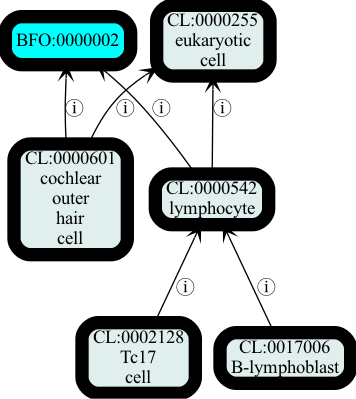 BFO:0000002
CL:0000255
eukaryotic
cell
ⓘ
ⓘ
ⓘ
ⓘ
CL:0000601
cochlear
outer
hair
cell
CL:0000542
lymphocyte
ⓘ
ⓘ
CL:0002128
Tc17
cell
CL:0017006
B-lymphoblast